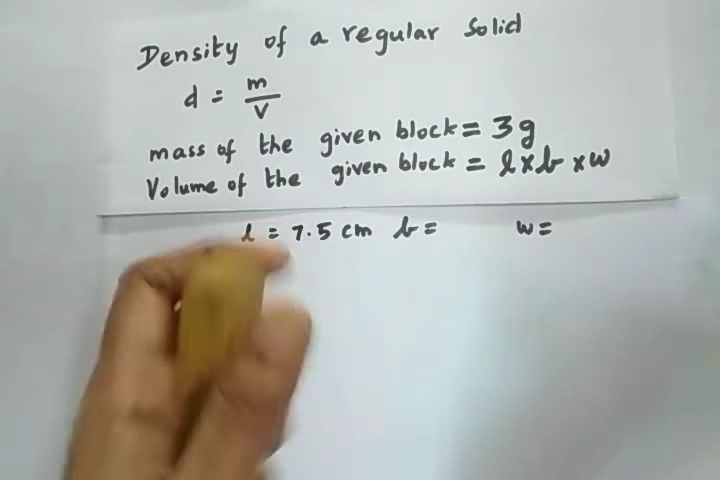 Density of a regular Solid
d = m/V
mass of the given block = 3g
Volume of the given block = l x b x w
l = 7.5 cm b = w =